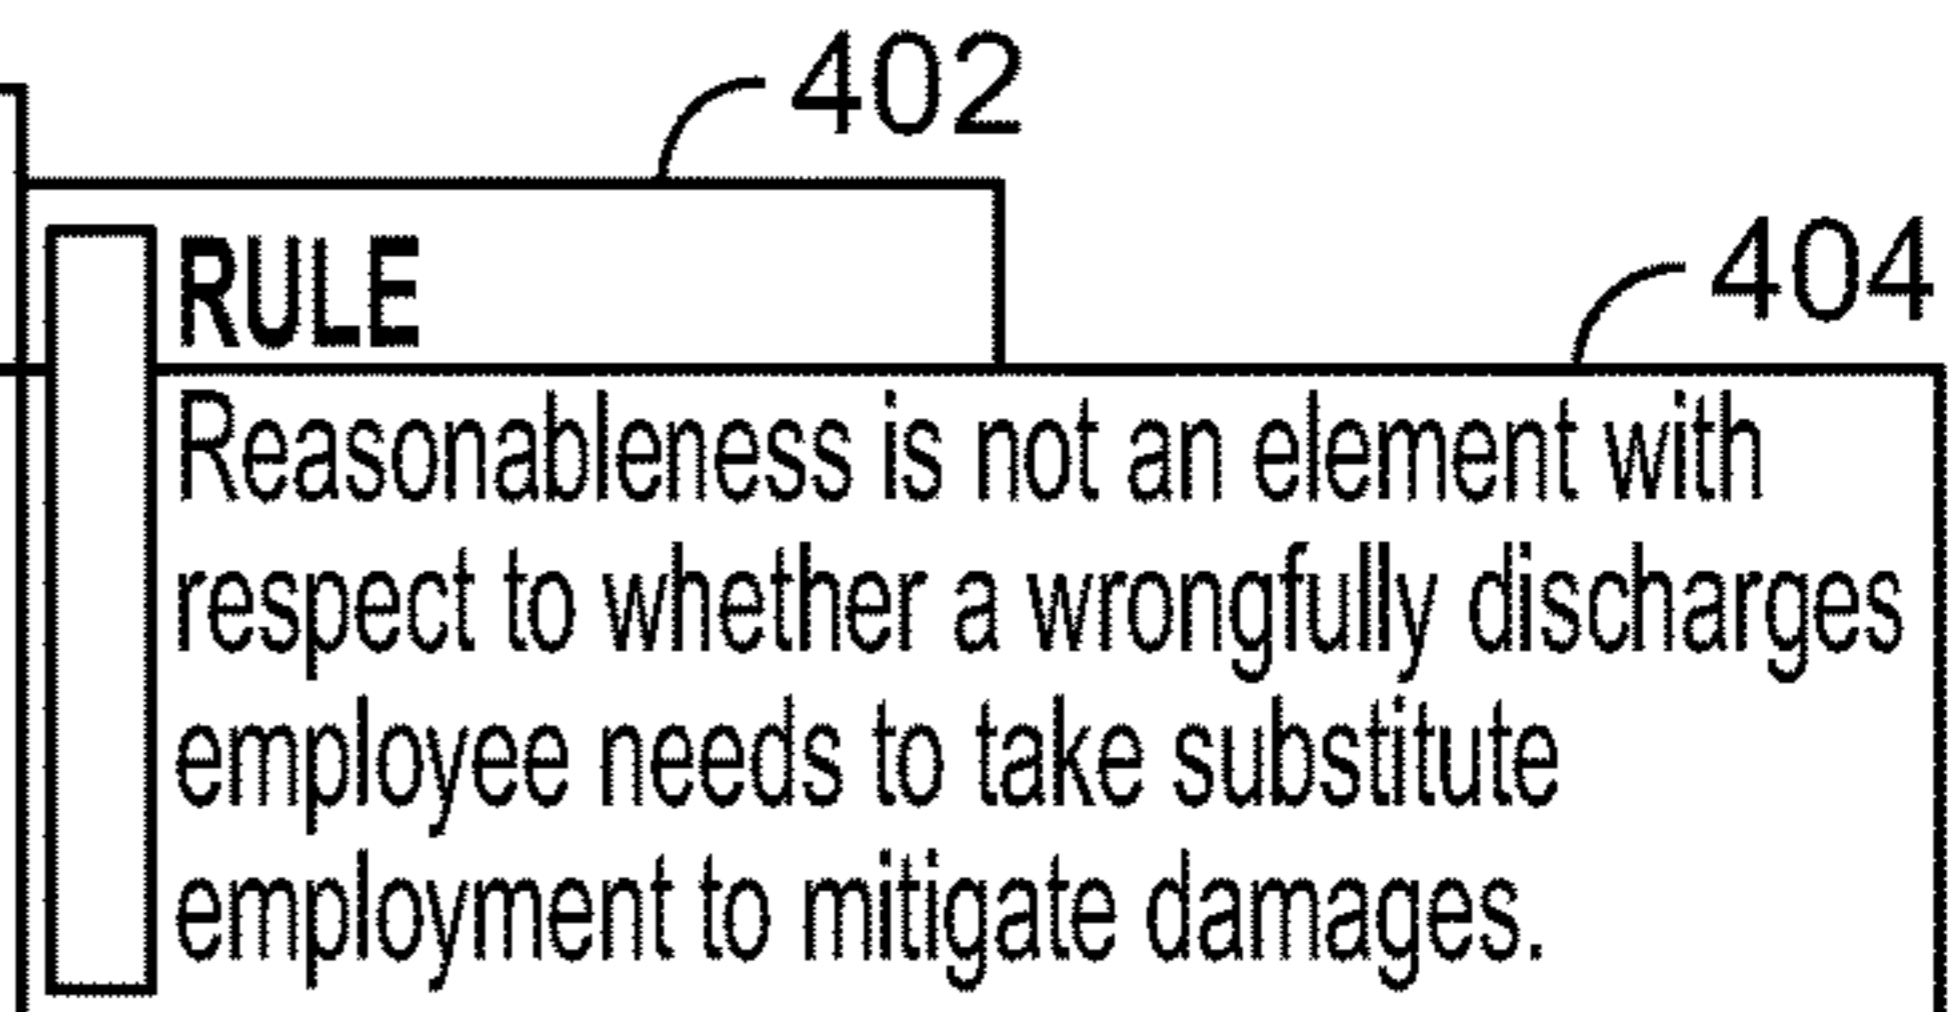 402
RULE
404
Reasonableness is not an element with
respect to whether a wrongfully discharges
employee needs to take substitute
employment to mitigate damages.